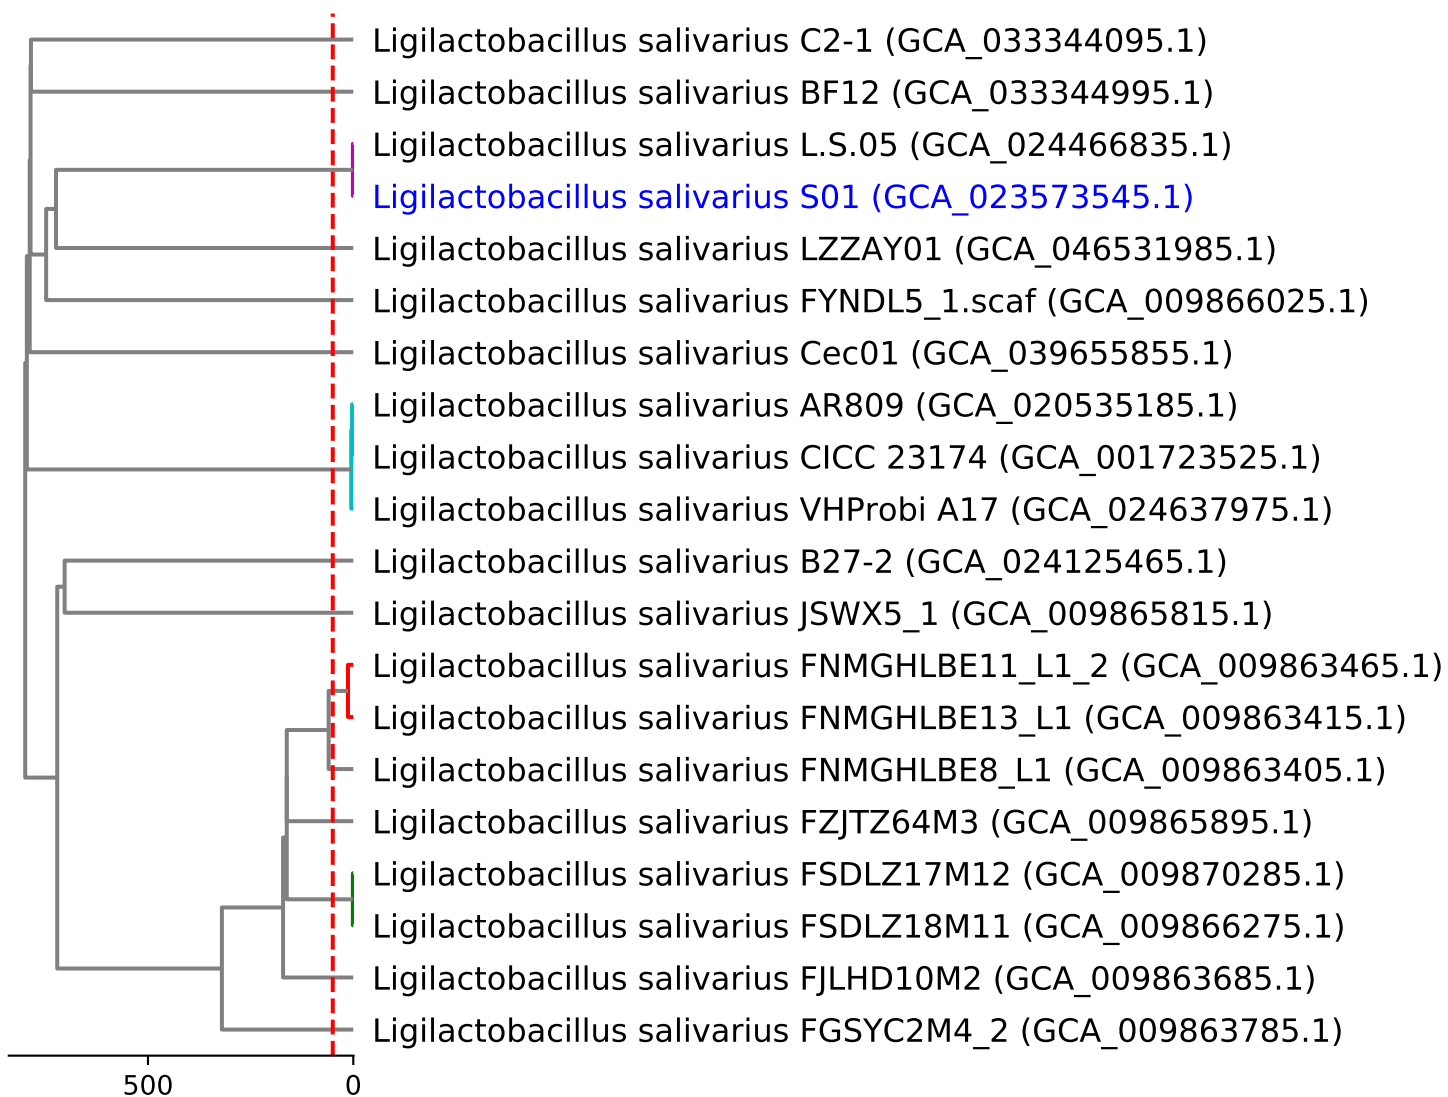 Ligilactobacillus salivarius C2-1 (GCA_033344095.1)
Ligilactobacillus salivarius BF12 (GCA_033344995.1)
Ligilactobacillus salivarius L.S.05 (GCA_024466835.1)
Ligilactobacillus salivarius S01 (GCA_023573545.1)
Ligilactobacillus salivarius LZZAY01 (GCA_046531985.1)
Ligilactobacillus salivarius FYNDL5_1.scaf (GCA_009866025.1)
Ligilactobacillus salivarius Cec01 (GCA_039655855.1)
Ligilactobacillus salivarius AR809 (GCA_020535185.1)
Ligilactobacillus salivarius CICC 23174 (GCA_001723525.1)
Ligilactobacillus salivarius VHProbi A17 (GCA_024637975.1)
Ligilactobacillus salivarius B27-2 (GCA_024125465.1)
Ligilactobacillus salivarius JSWX5_1 (GCA_009865815.1)
Ligilactobacillus salivarius FNMGHLBE11_L1_2 (GCA_009863465.1)
Ligilactobacillus salivarius FNMGHLBE13_L1 (GCA_009863415.1)
Ligilactobacillus salivarius FNMGHLBE8_L1 (GCA_009863405.1)
Ligilactobacillus salivarius FZJTZ64M3 (GCA_009865895.1)
Ligilactobacillus salivarius FSDLZ17M12 (GCA_009870285.1)
Ligilactobacillus salivarius FSDLZ18M11 (GCA_009866275.1)
Ligilactobacillus salivarius FJLHD10M2 (GCA_009863685.1)
Ligilactobacillus salivarius FGSYC2M4_2 (GCA_009863785.1)
500 0